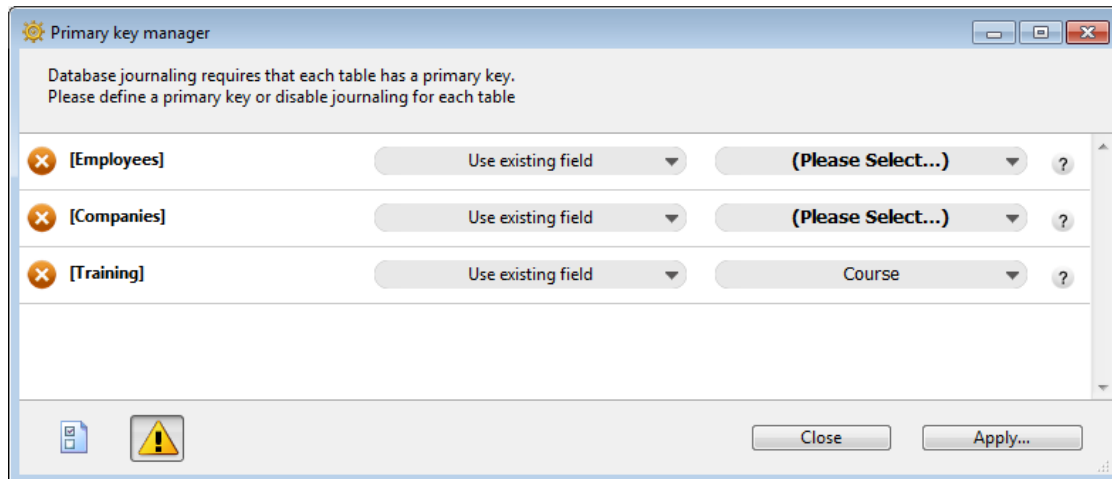 Primary key manager
Database journaling requires that each table has a primary key.
Please define a primary key or disable journaling for each table
[Employees] Use existing field (Please Select...) ?
[Companies] Use existing field (Please Select...) ?
[Training] Use existing field Course ?
Close Apply...